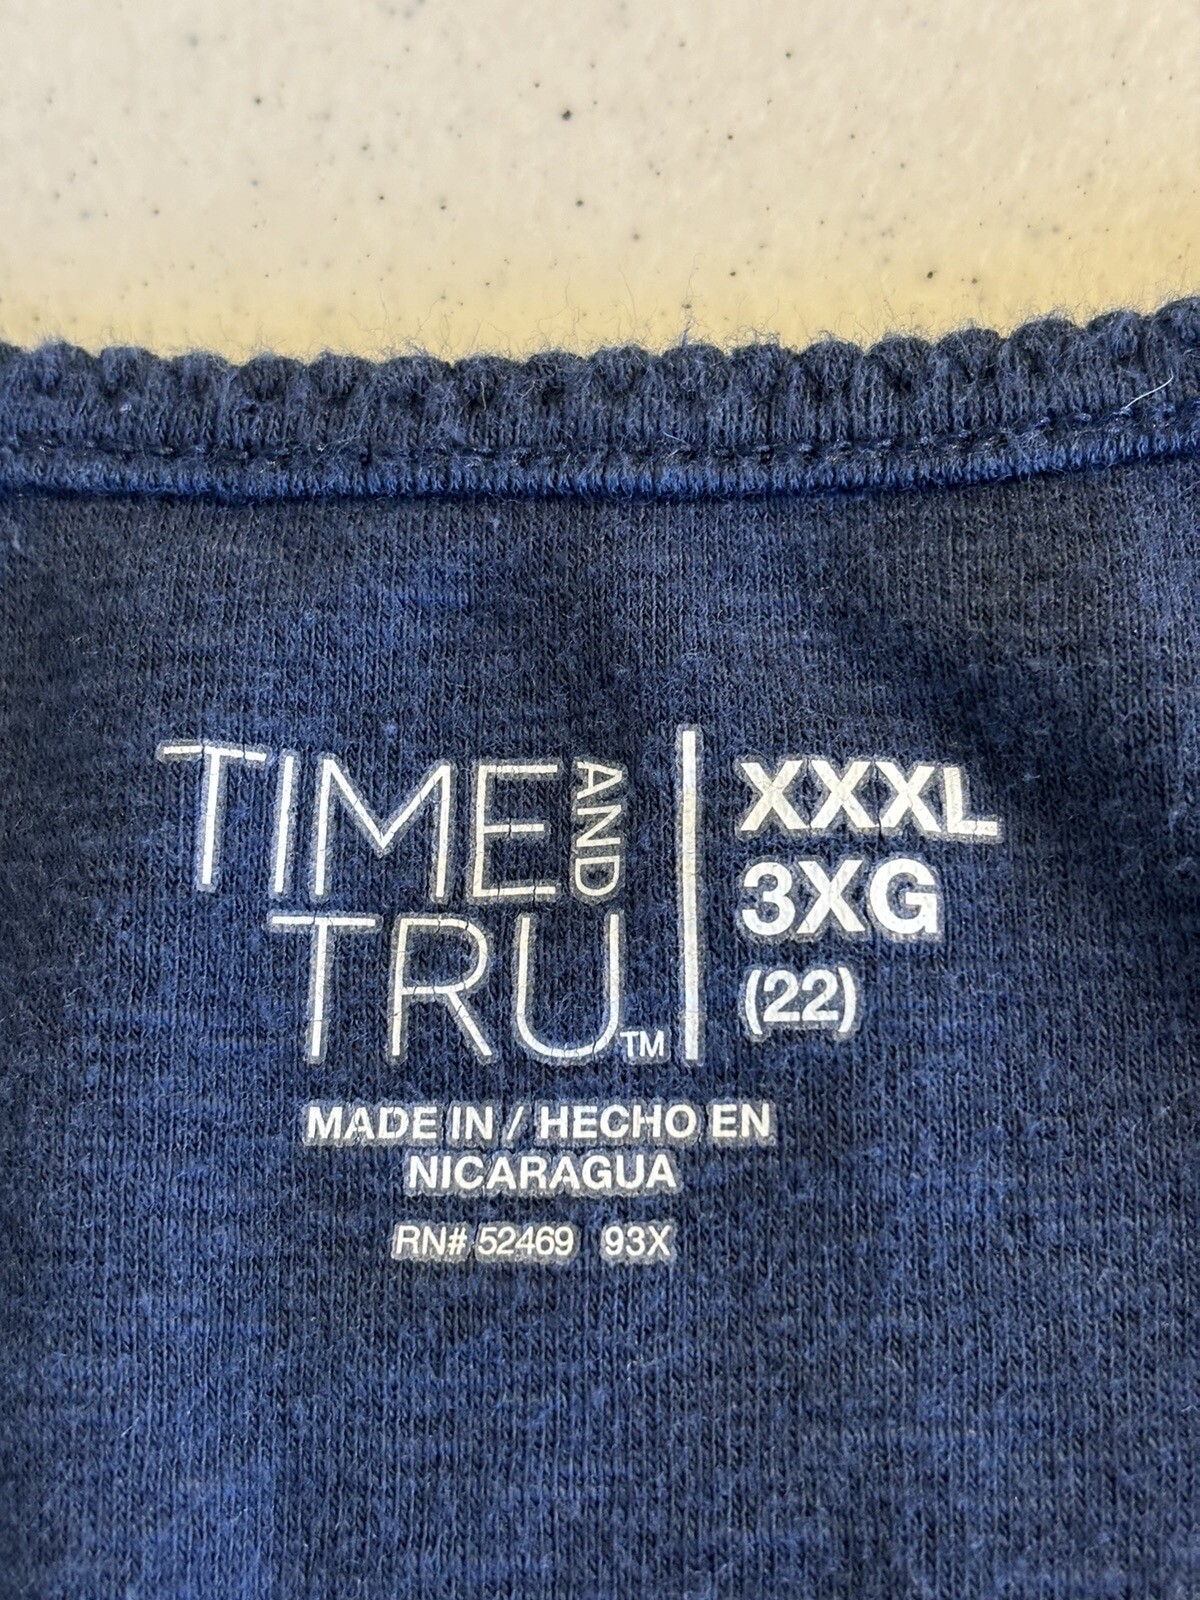 TIME AND
TRU™
XXXL
3XG
(22)
MADE IN / HECHO EN
NICARAGUA
RN# 52469 93X